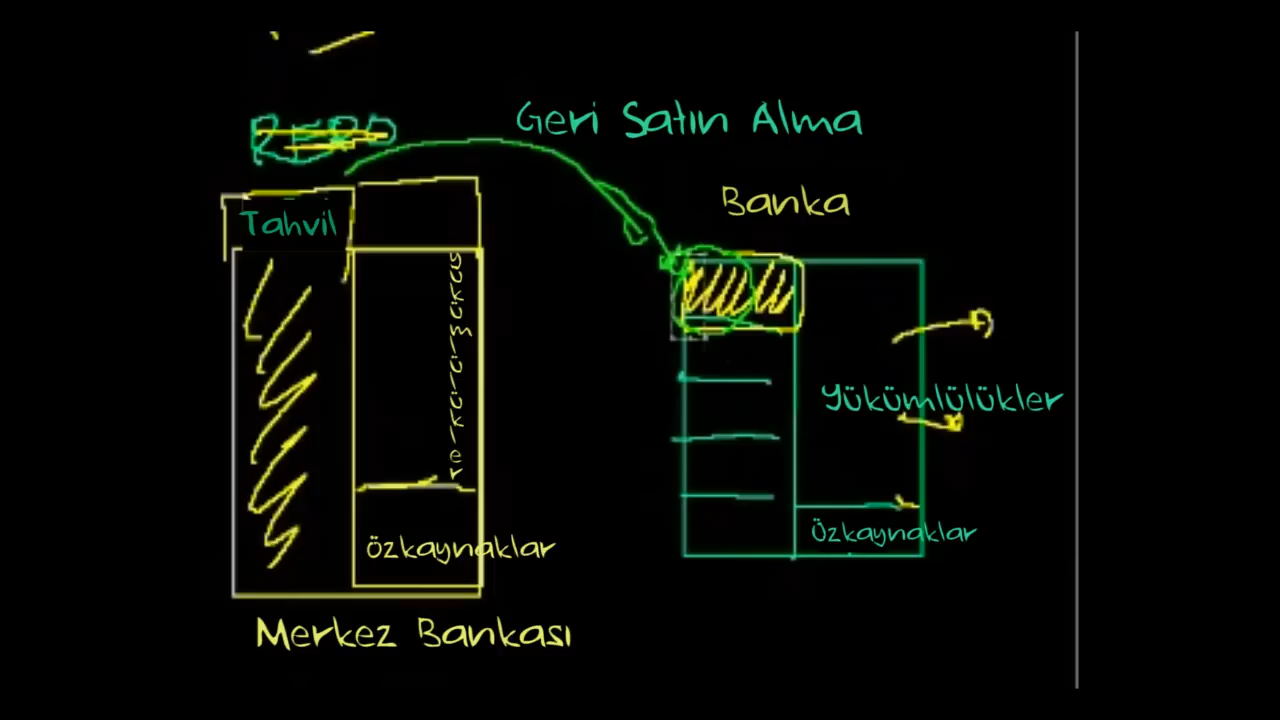 Geri Satın Alma
Banka
Tahvil
Yükümlülükler
Yükümlülükler
Özkaynaklar
özkaynaklar
Merkez Bankası